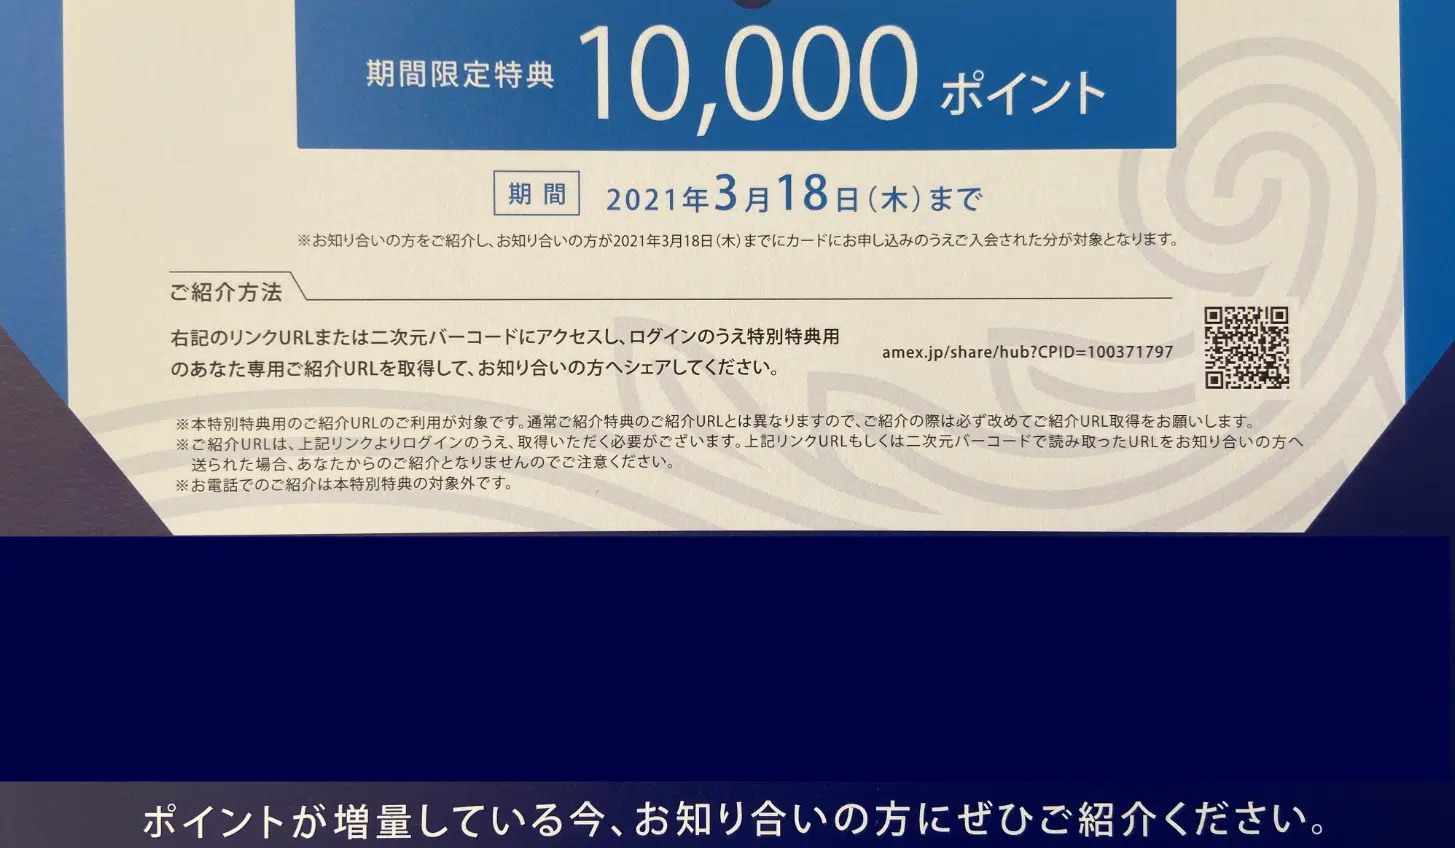 期間限定特典 10,000 ポイント
期間 2021年3月18日(木)まで
※お知り合いの方をご紹介し、お知り合いの方が2021年3月18日(木)までにカードにお申し込みのうえご入会された分が対象となります。
ご紹介方法
右記のリンクURLまたは二次元バーコードにアクセスし、ログインのうえ特別特典用
のあなた専用ご紹介URLを取得して、お知り合いの方へシェアしてください。
amex.jp/share/hub?CPID=100371797
※本特別特典用のご紹介URLのご利用が対象です。通常ご紹介特典のご紹介URLとは異なりますので、ご紹介の際は必ず改めてご紹介URL取得をお願いします。
※ご紹介URLは、上記リンクよりログインのうえ、取得いただく必要がございます。上記リンクURLもしくは二次元バーコードで読み取ったURLをお知り合いの方へ
送られた場合、あなたからのご紹介となりませんのでご注意ください。
※お電話でのご紹介は本特別特典の対象外です。
ポイントが増量している今、お知り合いの方にぜひご紹介ください。